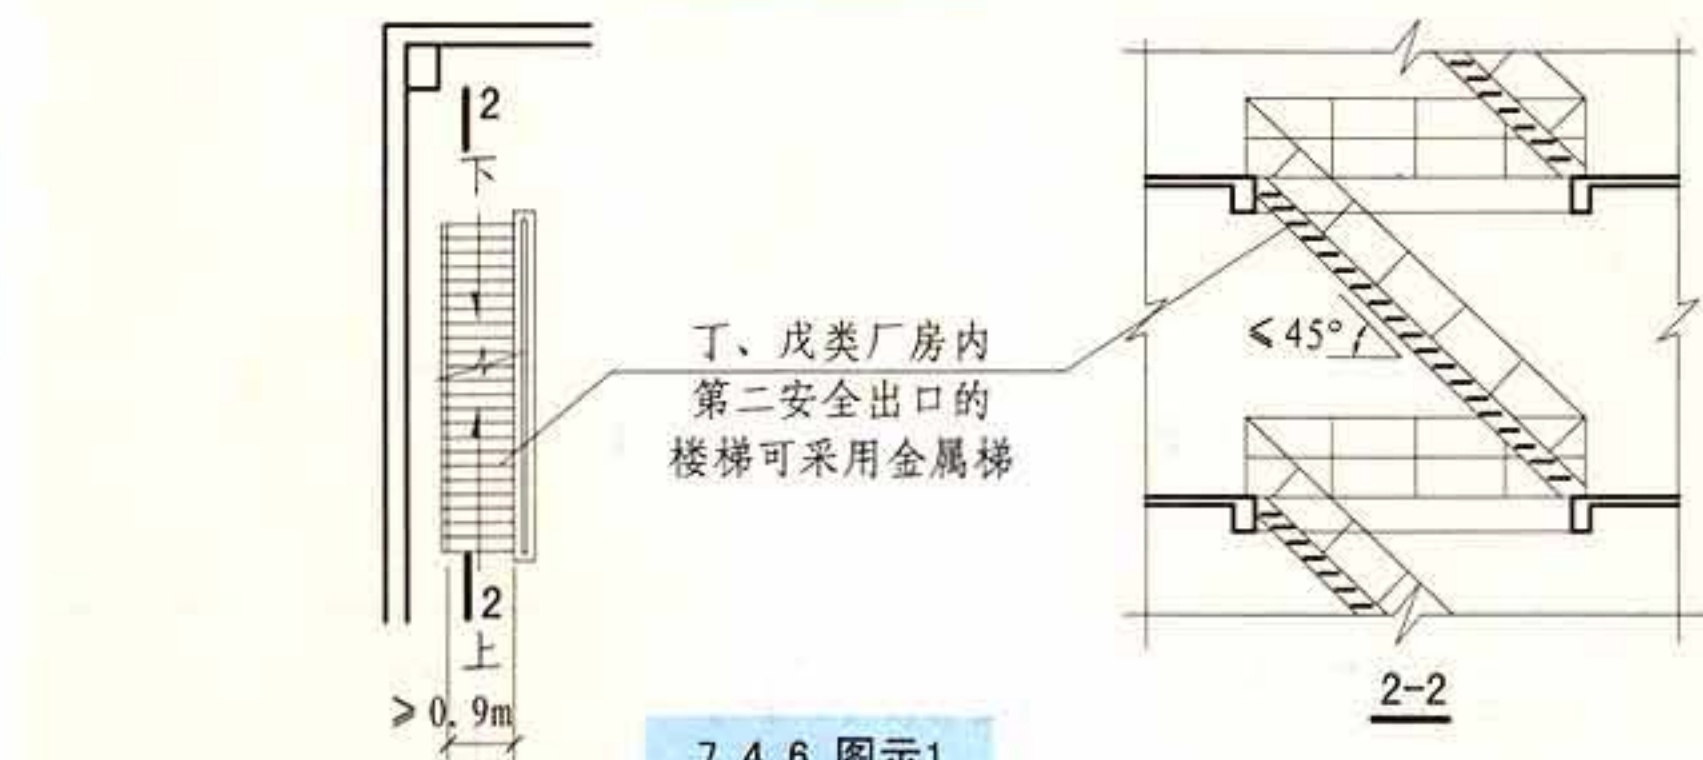 2
下
2
上
≥0.9m
丁、戊类厂房内
第二安全出口的
楼梯可采用金属梯
≤45°
2-2
7.4.6 图示1